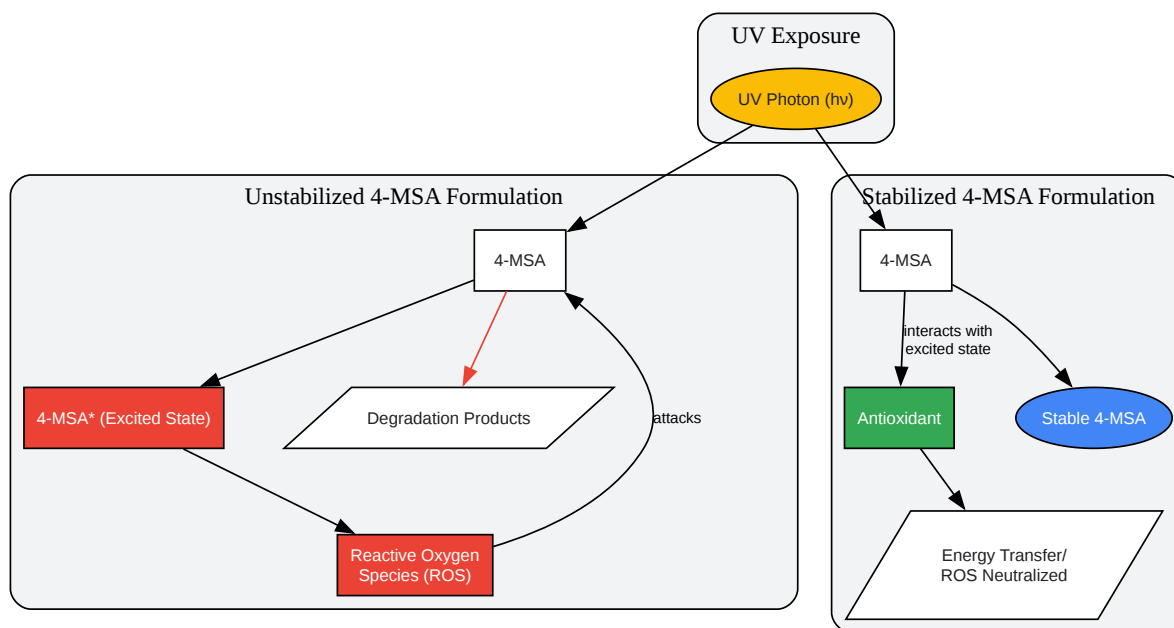 UV Exposure
UV Photon (hν)
Unstabilized 4-MSA Formulation
4-MSA
4-MSA* (Excited State)
Degradation Products
attacks
Reactive Oxygen
Species (ROS)
Stabilized 4-MSA Formulation
4-MSA
interacts with
excited state
Antioxidant
Stable 4-MSA
Energy Transfer/
ROS Neutralized